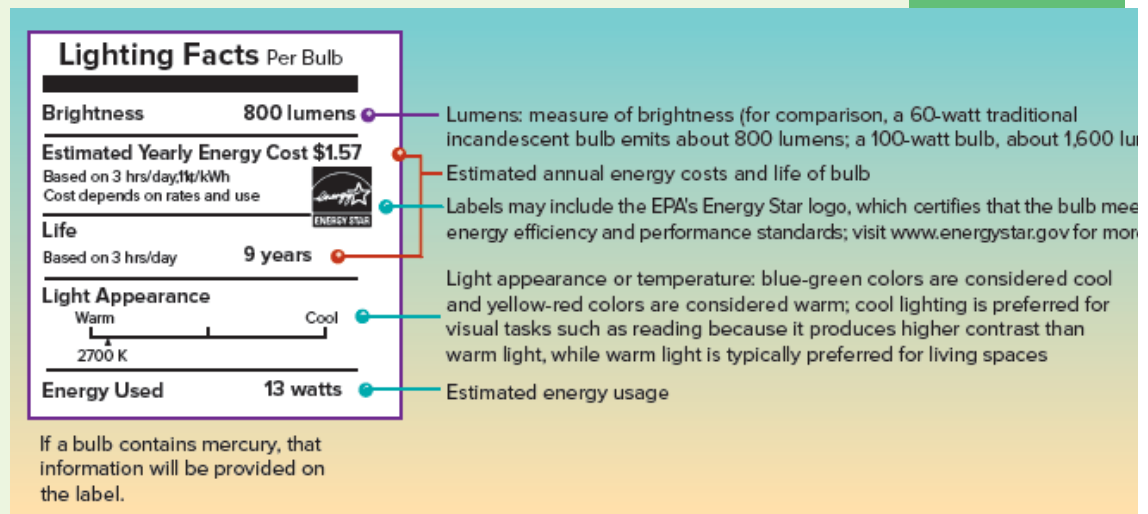 Lighting Facts Per Bulb
Brightness 800 lumens
Estimated Yearly Energy Cost $1.57
Based on 3 hrs/day,11¢/kWh
Cost depends on rates and use
energy
ENERGY STAR
Life
Based on 3 hrs/day 9 years
Light Appearance
Warm Cool
2700 K
Energy Used 13 watts
If a bulb contains mercury, that
information will be provided on
the label.
Lumens: measure of brightness (for comparison, a 60-watt traditional
incandescent bulb emits about 800 lumens; a 100-watt bulb, about 1,600 lu
Estimated annual energy costs and life of bulb
Labels may include the EPA's Energy Star logo, which certifies that the bulb mee
energy efficiency and performance standards; visit www.energystar.gov for mor
Light appearance or temperature: blue-green colors are considered cool
and yellow-red colors are considered warm; cool lighting is preferred for
visual tasks such as reading because it produces higher contrast than
warm light, while warm light is typically preferred for living spaces
Estimated energy usage